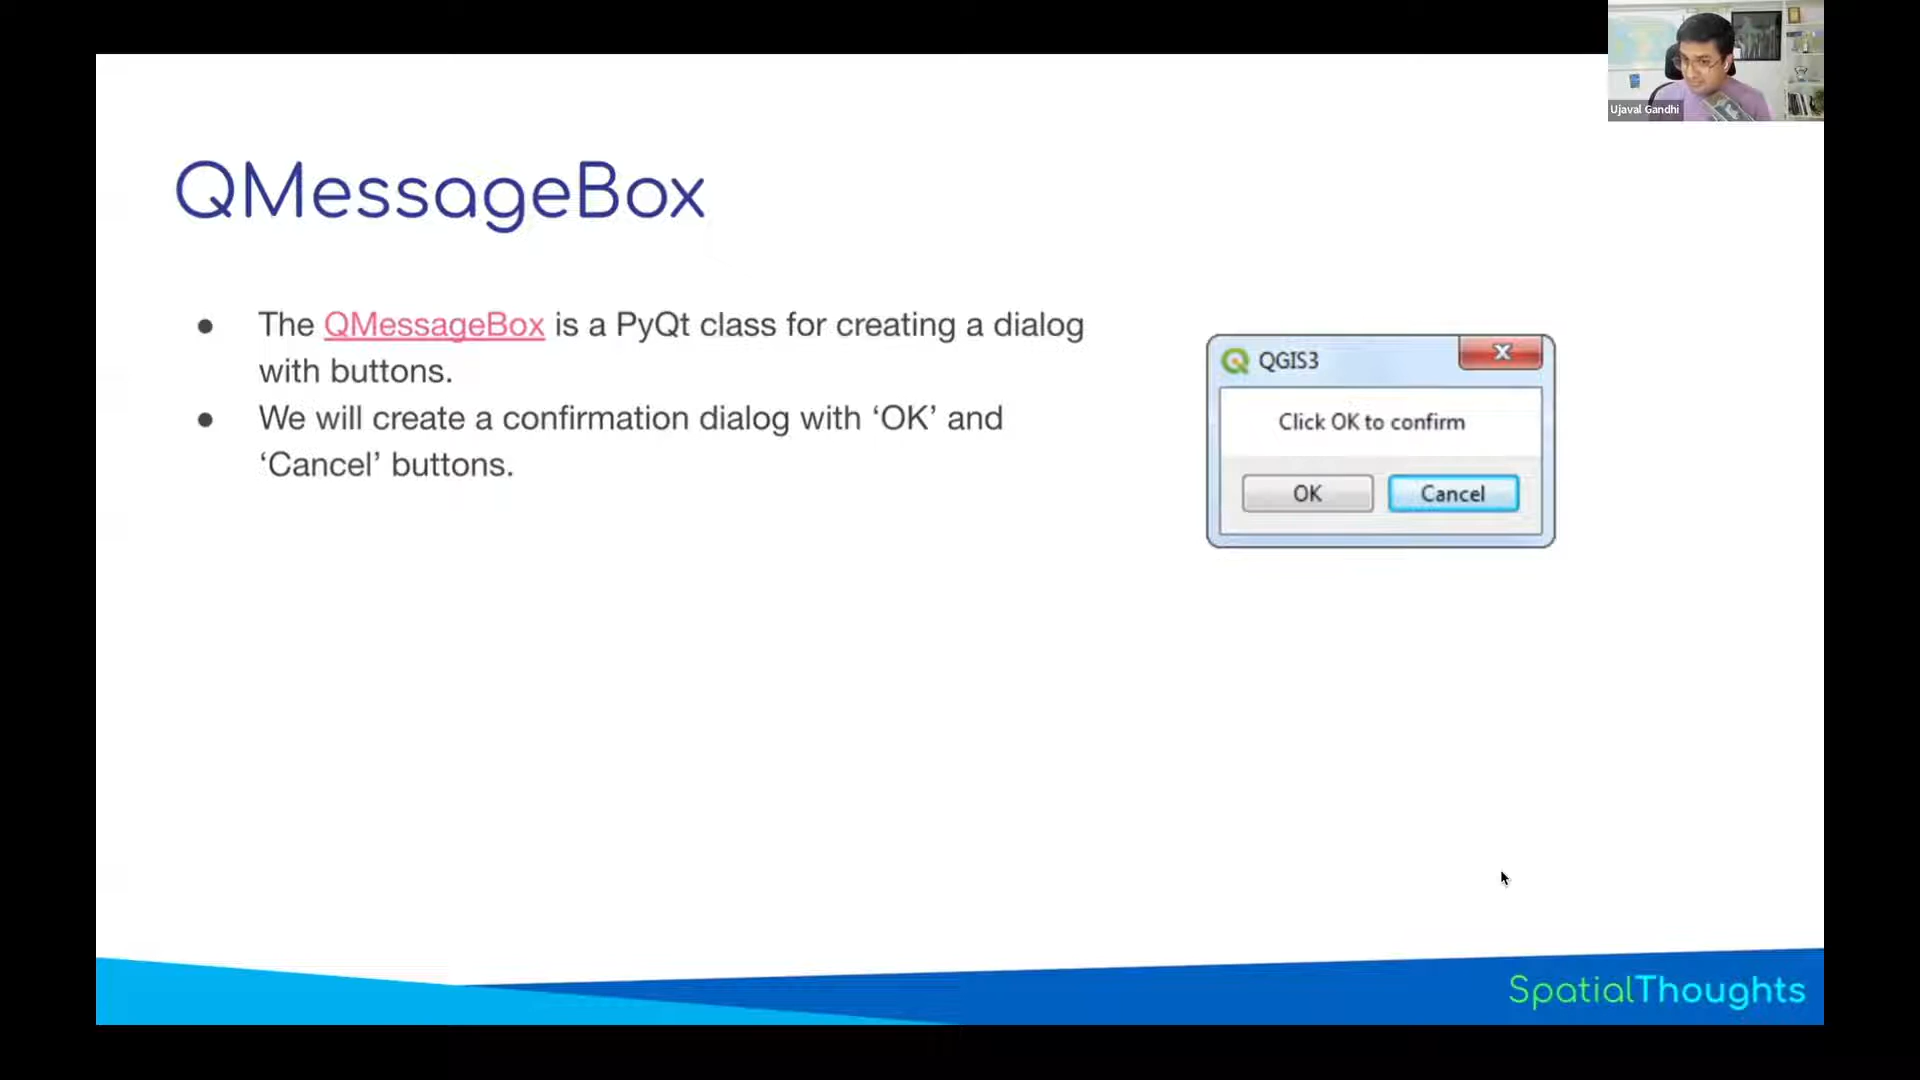 Ujaval Gandhi
QMessageBox
● The QMessageBox is a PyQt class for creating a dialog
with buttons.
● We will create a confirmation dialog with ‘OK’ and
‘Cancel’ buttons.
QGIS3
Click OK to confirm
OK Cancel
SpatialThoughts